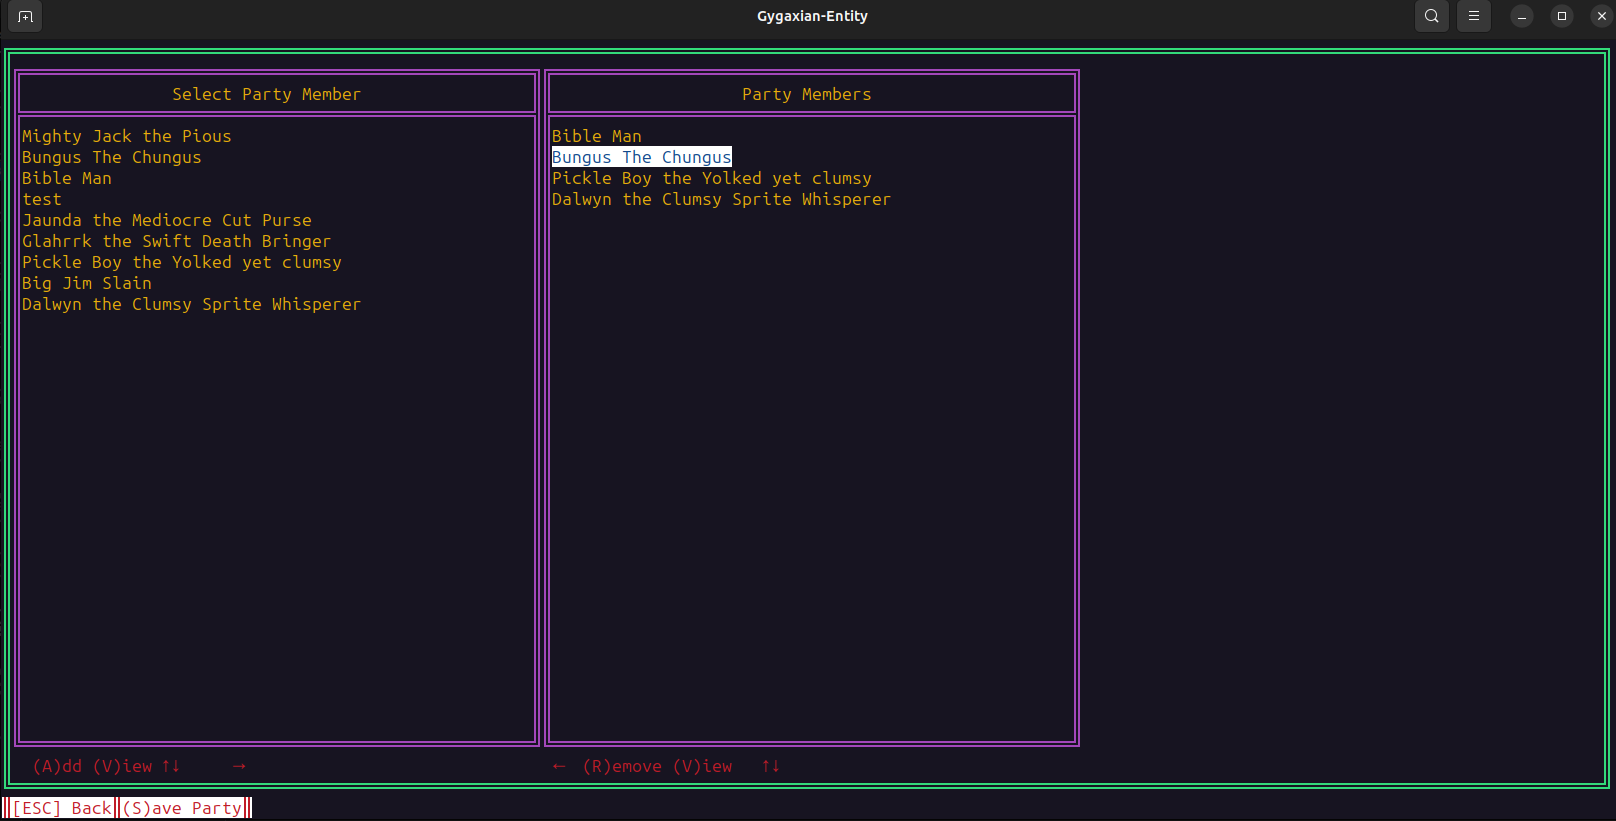 Gygaxian-Entity
Select Party Member
Mighty Jack the Pious
Bungus The Chungus
Bible Man
test
Jaunda the Mediocre Cut Purse
Glahrrk the Swift Death Bringer
Pickle Boy the Yolked yet clumsy
Big Jim Slain
Dalwyn the Clumsy Sprite Whisperer
(A)dd (V)iew ↑↓ →
Party Members
Bible Man
Bungus The Chungus
Pickle Boy the Yolked yet clumsy
Dalwyn the Clumsy Sprite Whisperer
← (R)emove (V)iew ↑↓
[ESC] Back (S)ave Party